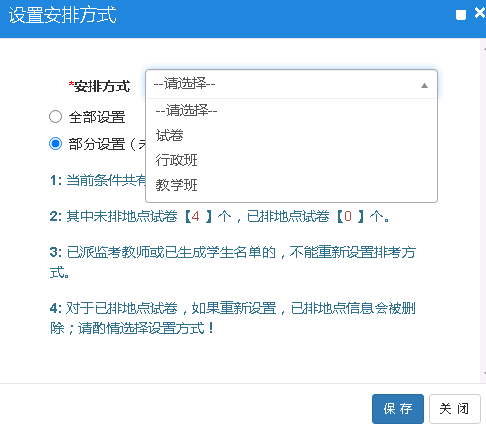 设置安排方式
*安排方式 --请选择--
--请选择--
试卷
行政班
教学班
全部设置
部分设置（
1: 当前条件共有
2: 其中未排地点试卷【4 】个，已排地点试卷【0 】个。
3: 已派监考教师或已生成学生名单的，不能重新设置排考方
式。
4: 对于已排地点试卷，如果重新设置，已排地点信息会被删
除；请酌情选择设置方式！
保 存 关 闭